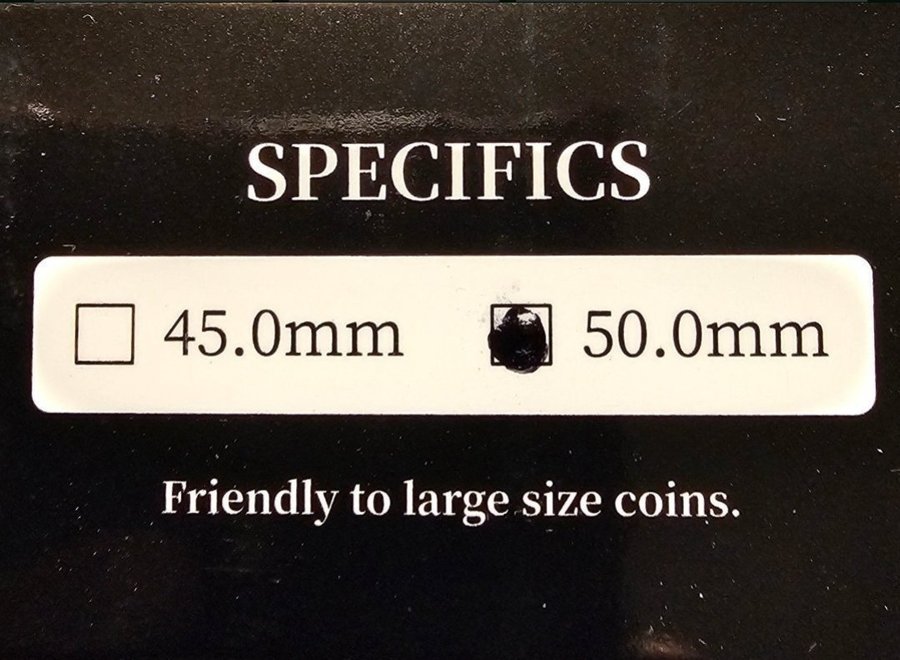 SPECIFICS
45.0mm 50.0mm
Friendly to large size coins.